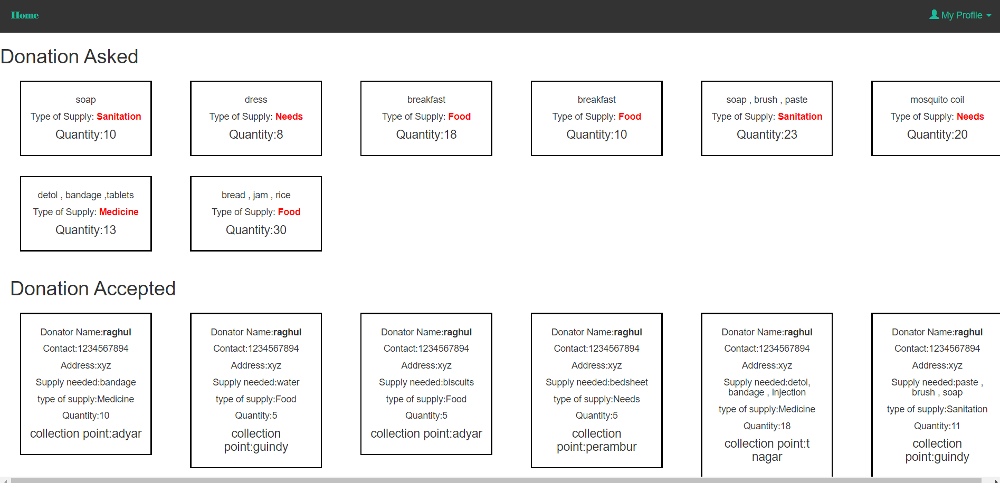 Home
My Profile
Donation Asked
soap
Type of Supply: Sanitation
Quantity:10
dress
Type of Supply: Needs
Quantity:8
breakfast
Type of Supply: Food
Quantity:18
breakfast
Type of Supply: Food
Quantity:10
soap , brush , paste
Type of Supply: Sanitation
Quantity:23
mosquito coil
Type of Supply: Needs
Quantity:20
detol , bandage ,tablets
Type of Supply: Medicine
Quantity:13
bread , jam , rice
Type of Supply: Food
Quantity:30
Donation Accepted
Donator Name:raghul
Contact:1234567894
Address:xyz
Supply needed:bandage
type of supply:Medicine
Quantity:10
collection point:adyar
Donator Name:raghul
Contact:1234567894
Address:xyz
Supply needed:water
type of supply:Food
Quantity:5
collection
point:guindy
Donator Name:raghul
Contact:1234567894
Address:xyz
Supply needed:biscuits
type of supply:Food
Quantity:5
collection point:adyar
Donator Name:raghul
Contact:1234567894
Address:xyz
Supply needed:bedsheet
type of supply:Needs
Quantity:5
collection
point:perambur
Donator Name:raghul
Contact:1234567894
Address:xyz
Supply needed:detol,
bandage , injection
type of supply:Medicine
Quantity:18
collection point:t
nagar
Donator Name:raghul
Contact:1234567894
Address:xyz
Supply needed:paste ,
brush , soap
type of supply:Sanitation
Quantity:11
collection
point:guindy